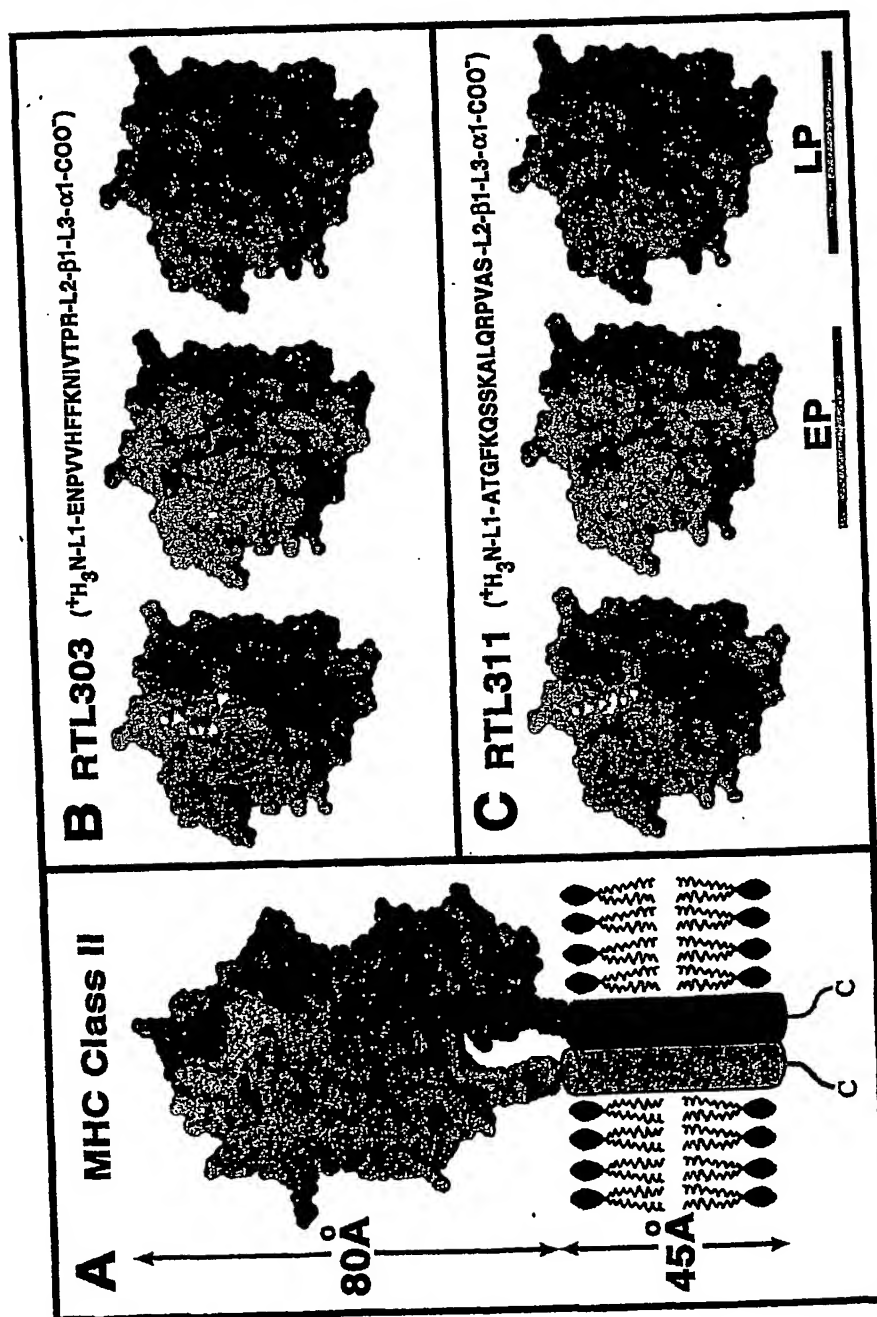 A
MHC Class II
80Å
45Å
C
C
B RTL303 (⁺H₃N-L1-ENPVVHFFKNIVTPR-L2-β1-L3-α1-COO⁻)
C RTL311 (⁺H₃N-L1-ATGFKQSSKALQRPVAS-L2-β1-L3-α1-COO⁻)
EP
LP